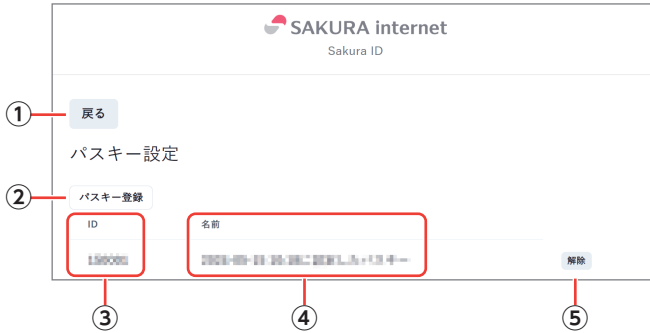 SAKURA internet
Sakura ID
① 戻る
パスキー設定
② パスキー登録
ID 名前
解除
③ ④ ⑤